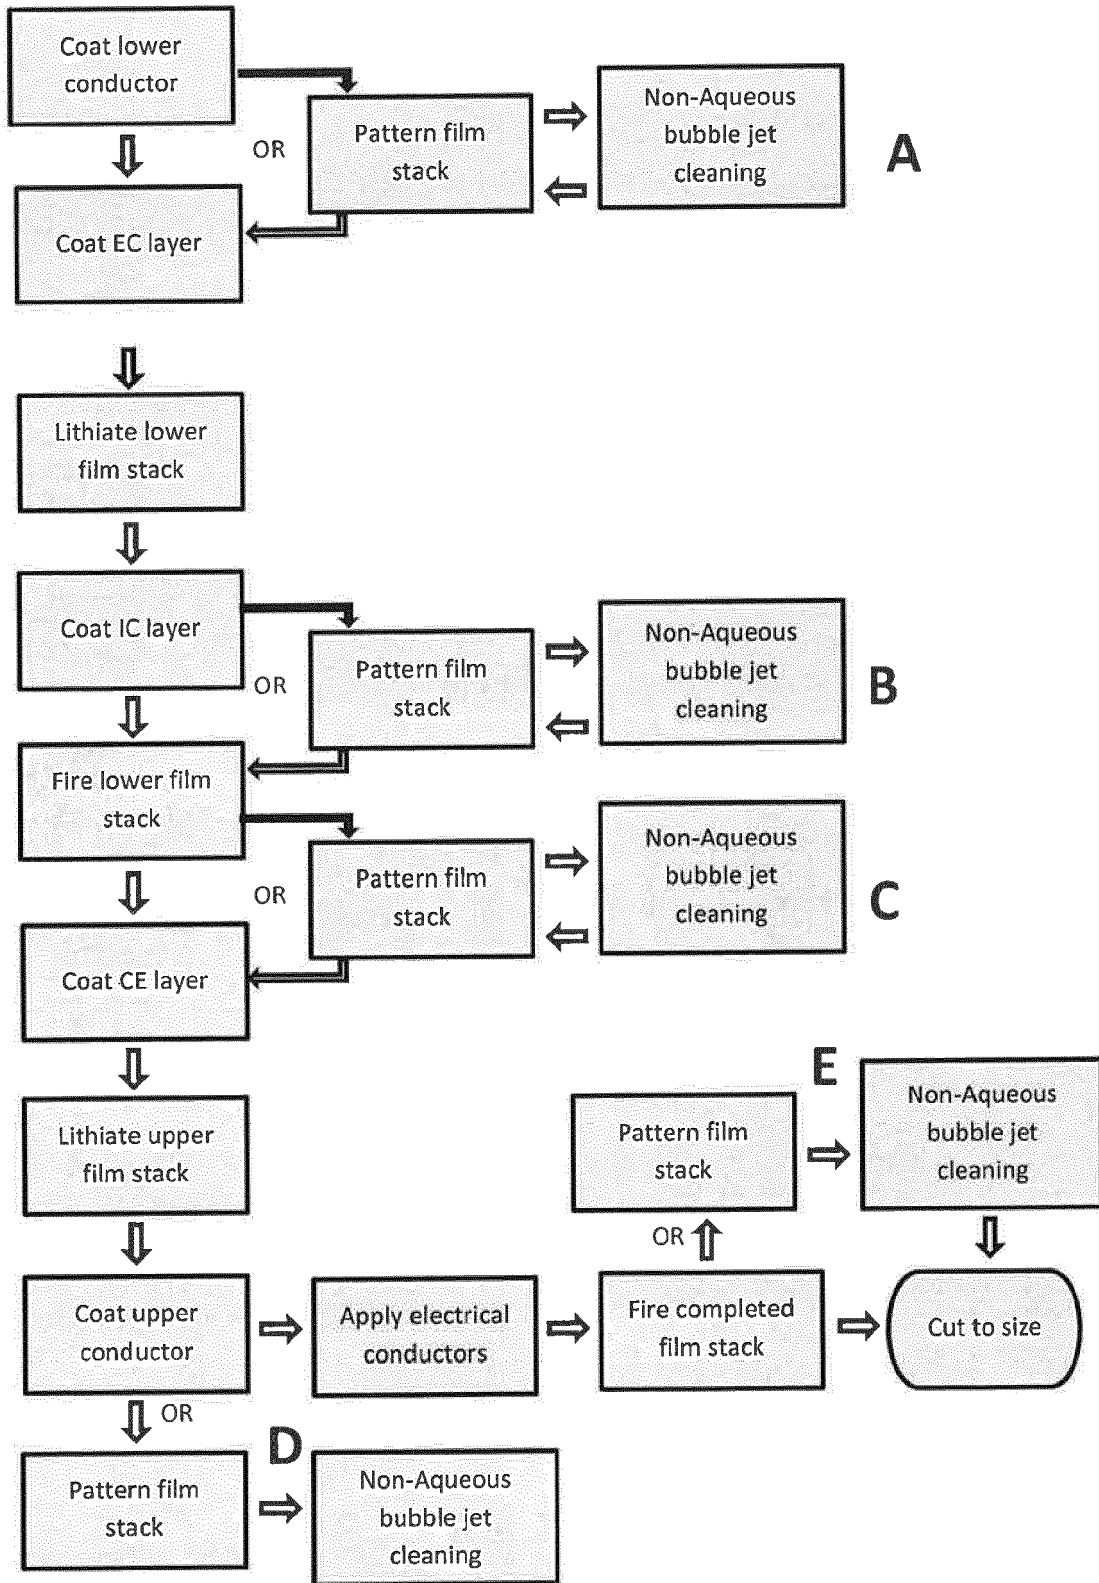 Coat lower
conductor
OR
Pattern film
stack
Non-Aqueous
bubble jet
cleaning
A
Coat EC layer
Lithiate lower
film stack
Coat IC layer
OR
Pattern film
stack
Non-Aqueous
bubble jet
cleaning
B
Fire lower film
stack
OR
Pattern film
stack
Non-Aqueous
bubble jet
cleaning
C
Coat CE layer
Lithiate upper
film stack
E
Pattern film
stack
Non-Aqueous
bubble jet
cleaning
OR
Coat upper
conductor
Apply electrical
conductors
Fire completed
film stack
Cut to size
OR
D
Pattern film
stack
Non-Aqueous
bubble jet
cleaning